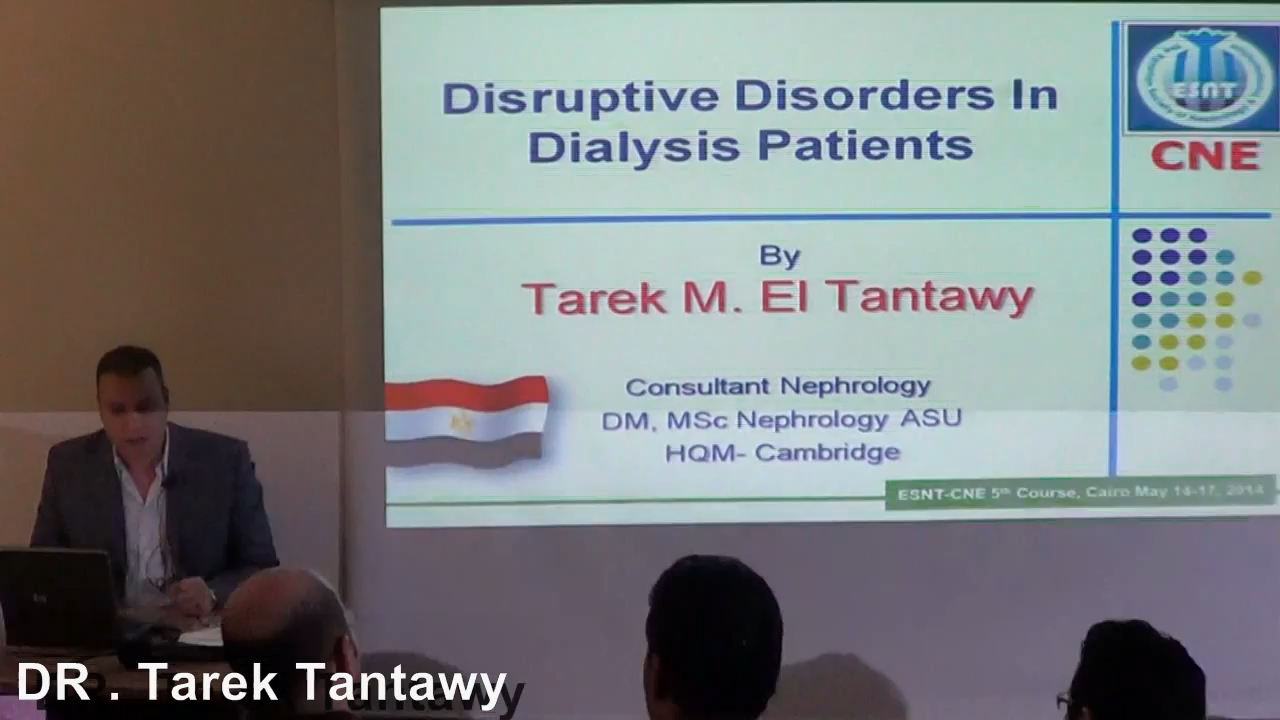 Disruptive Disorders In
Dialysis Patients
ESNT
CNE
By
Tarek M. El Tantawy
Consultant Nephrology
DM, MSc Nephrology ASU
HQM- Cambridge
ESNT-CNE 5th Course, Cairo May 14-17, 2014
DR . Tarek Tantawy